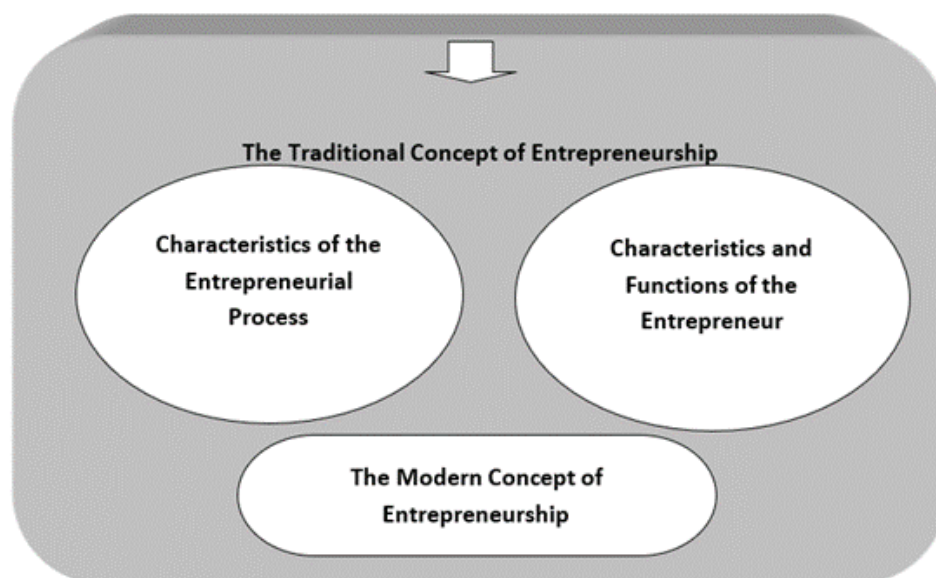 The Traditional Concept of Entrepreneurship
Characteristics of the
Entrepreneurial
Process
Characteristics and
Functions of the
Entrepreneur
The Modern Concept of
Entrepreneurship